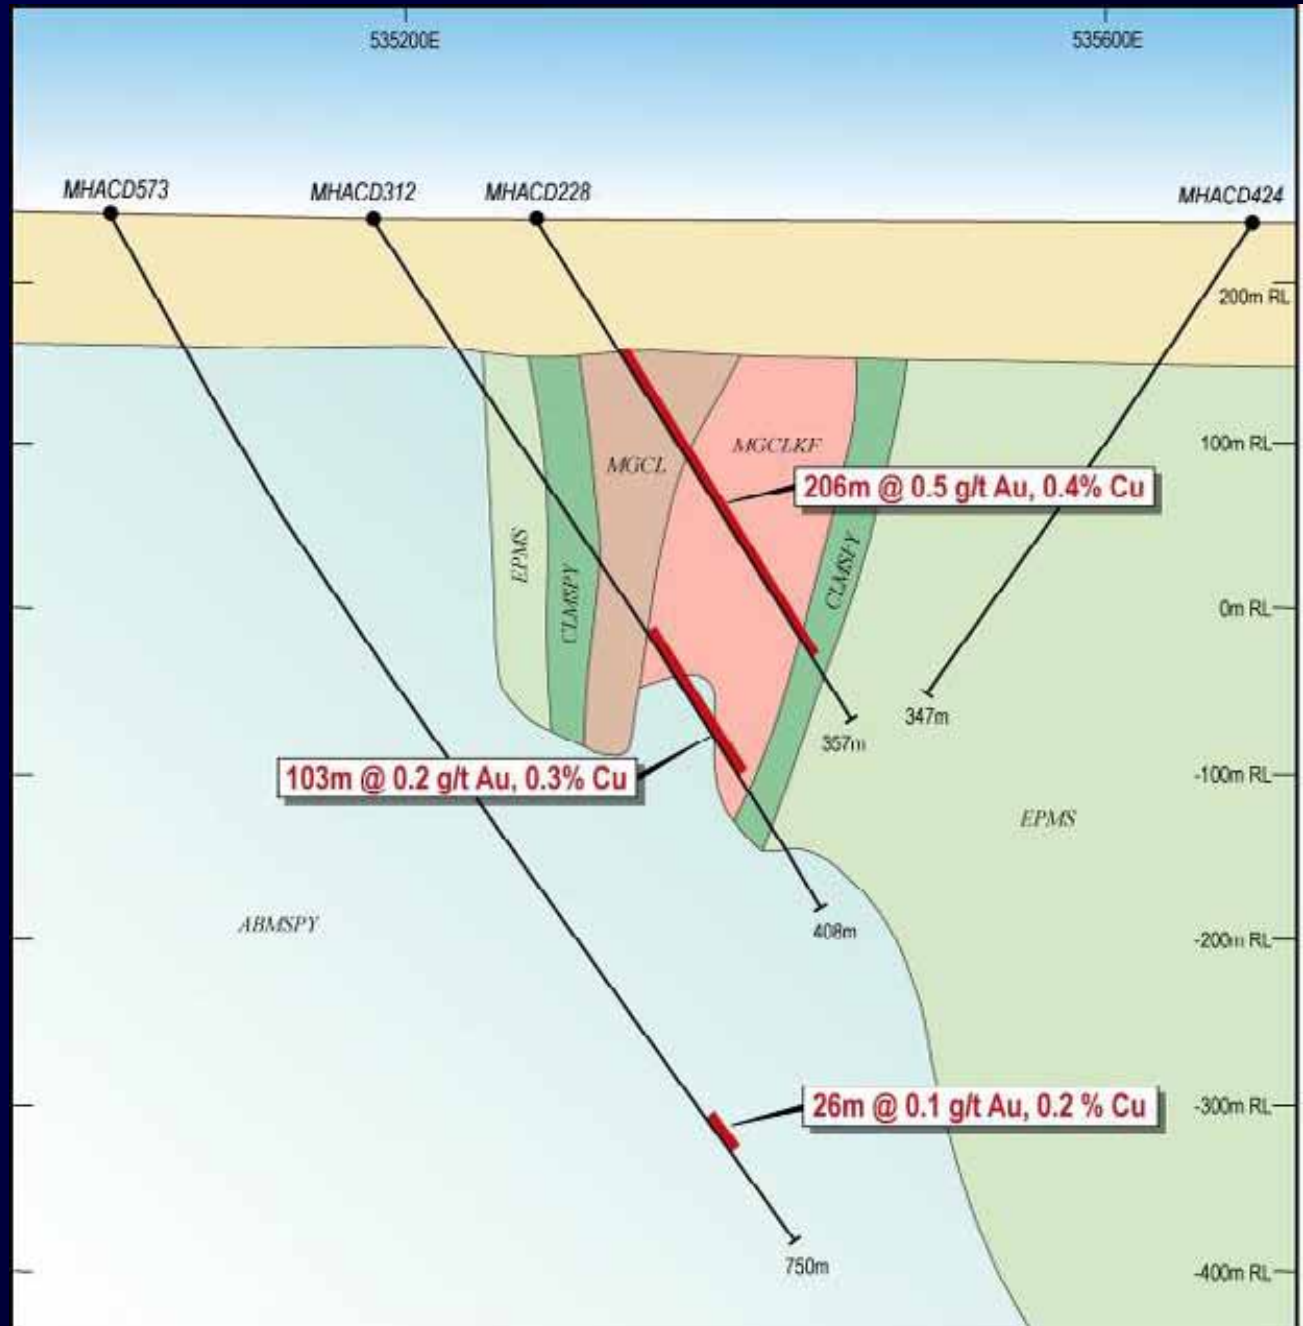 535200E
535600E
MHACD573
MHACD312
MHACD228
MHACD424
200m RL
100m RL
MGCL
MGCLKF
206m @ 0.5 g/t Au, 0.4% Cu
EPMS
CLMSPY
CLMSPY
0m RL
347m
357m
103m @ 0.2 g/t Au, 0.3% Cu
-100m RL
EPMS
ABMSPY
408m
-200m RL
26m @ 0.1 g/t Au, 0.2 % Cu
-300m RL
750m
-400m RL